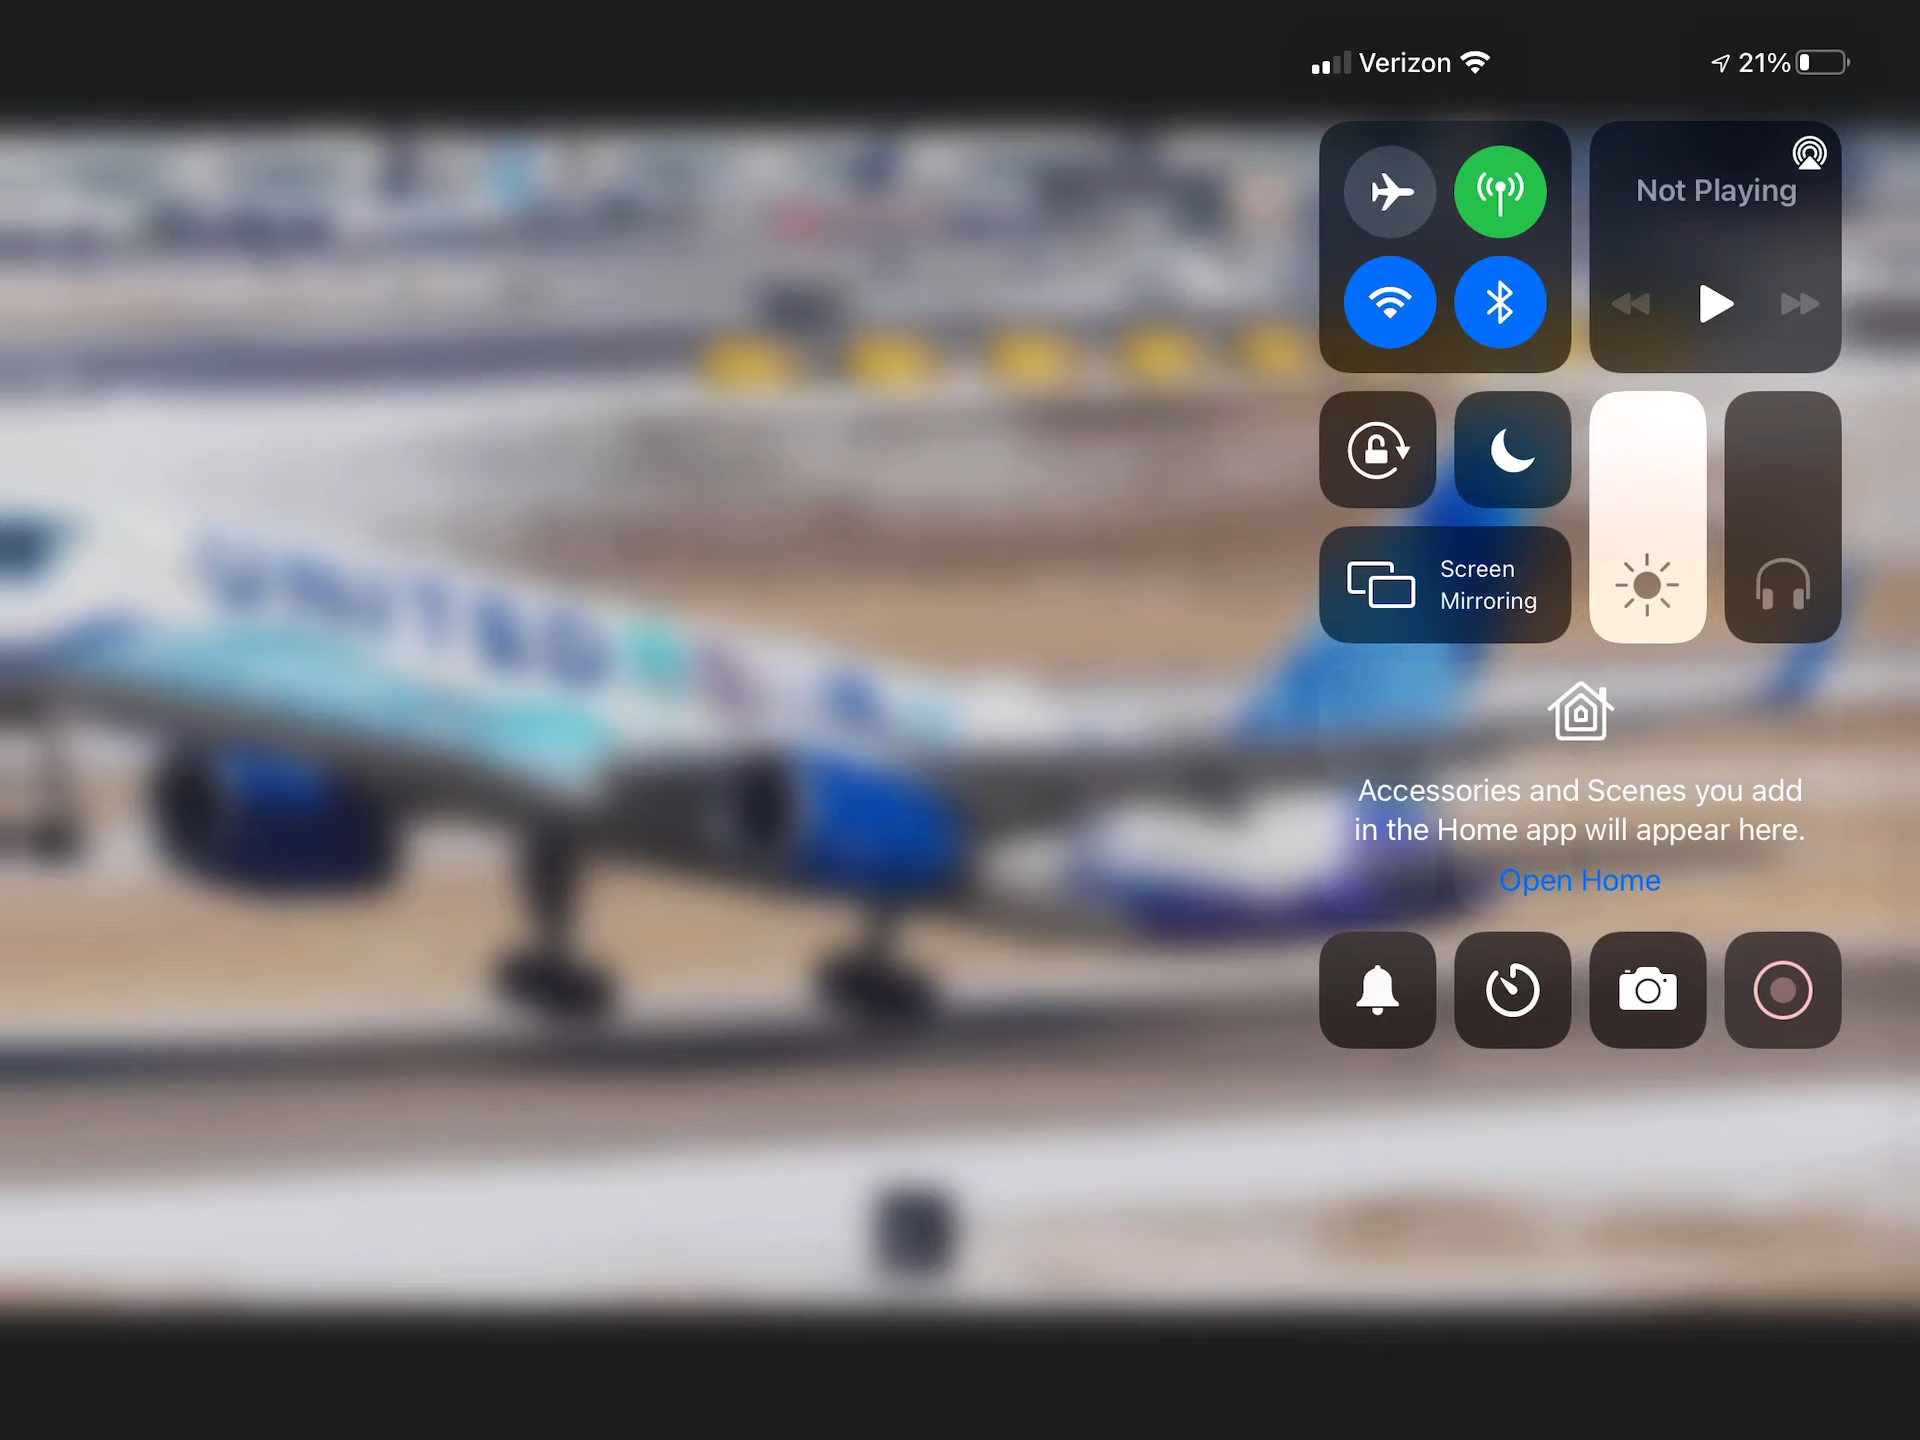 Verizon
21%
Not Playing
Screen
Mirroring
Accessories and Scenes you add
in the Home app will appear here.
Open Home
UNITED